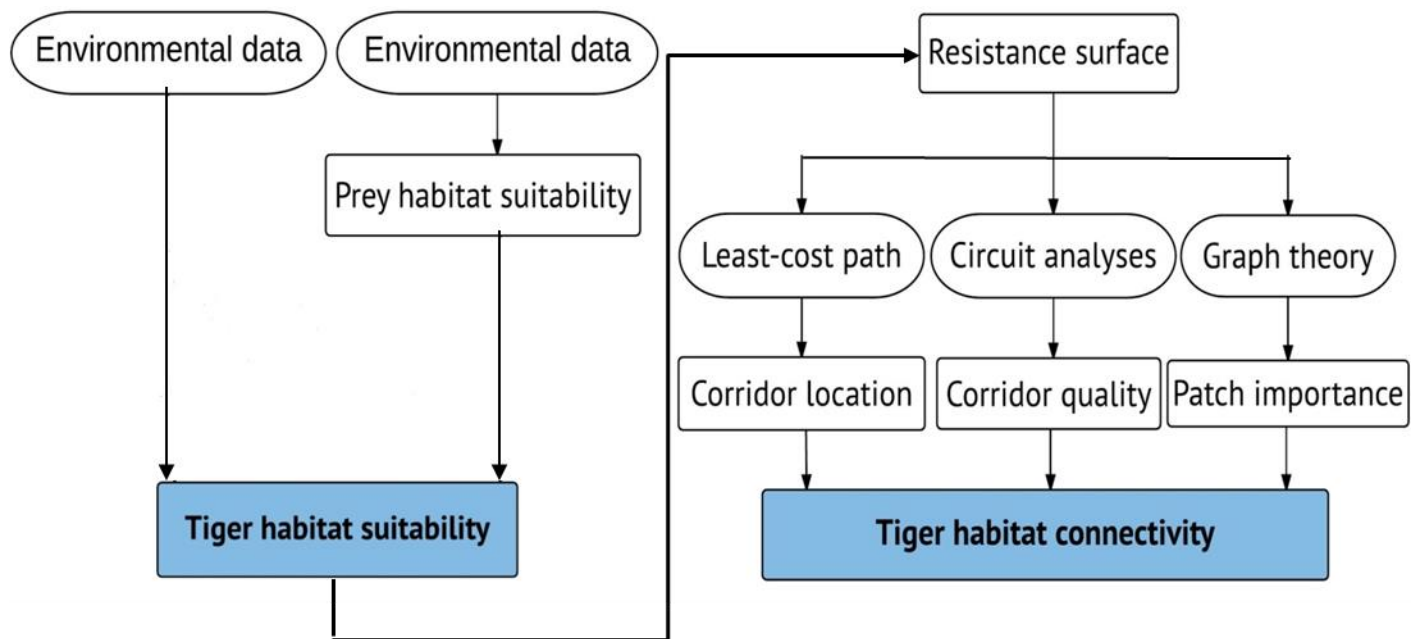 Environmental data
Environmental data
Prey habitat suitability
Tiger habitat suitability
Resistance surface
Least-cost path
Circuit analyses
Graph theory
Corridor location
Corridor quality
Patch importance
Tiger habitat connectivity